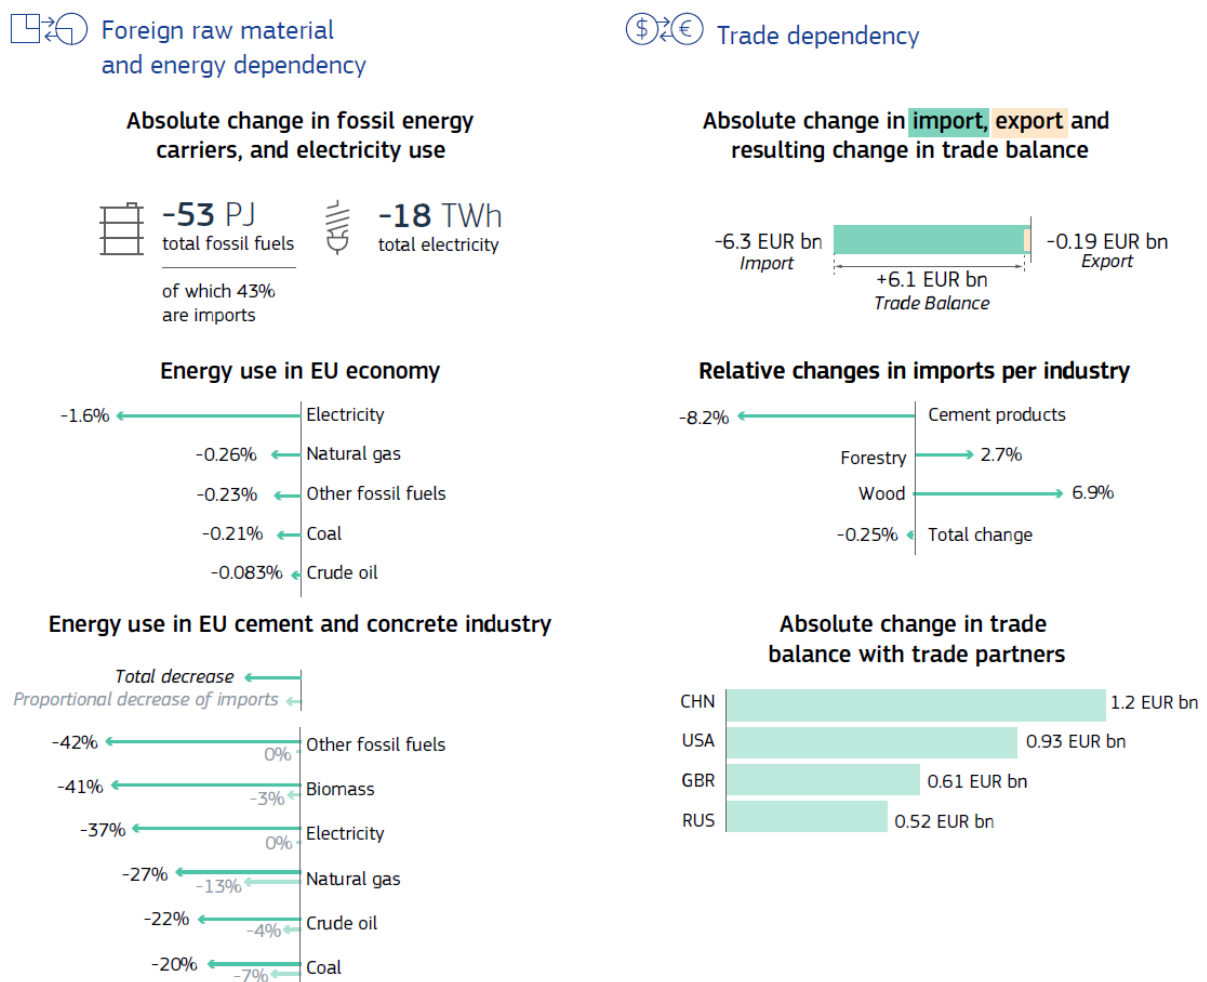 Foreign raw material
and energy dependency
Absolute change in fossil energy
carriers, and electricity use
-53 PJ
total fossil fuels
of which 43%
are imports
-18 TWh
total electricity
Energy use in EU economy
-1.6% Electricity
-0.26% Natural gas
-0.23% Other fossil fuels
-0.21% Coal
-0.083% Crude oil
Energy use in EU cement and concrete industry
Total decrease
Proportional decrease of imports
-42% Other fossil fuels
0%
-41% Biomass
-3%
-37% Electricity
0%
-27% Natural gas
-13%
-22% Crude oil
-4%
-20% Coal
-7%
$ €
Trade dependency
Absolute change in import, export and
resulting change in trade balance
-6.3 EUR bn
Import
-0.19 EUR bn
Export
+6.1 EUR bn
Trade Balance
Relative changes in imports per industry
-8.2% Cement products
Forestry 2.7%
Wood 6.9%
-0.25% Total change
Absolute change in trade
balance with trade partners
CHN 1.2 EUR bn
USA 0.93 EUR bn
GBR 0.61 EUR bn
RUS 0.52 EUR bn